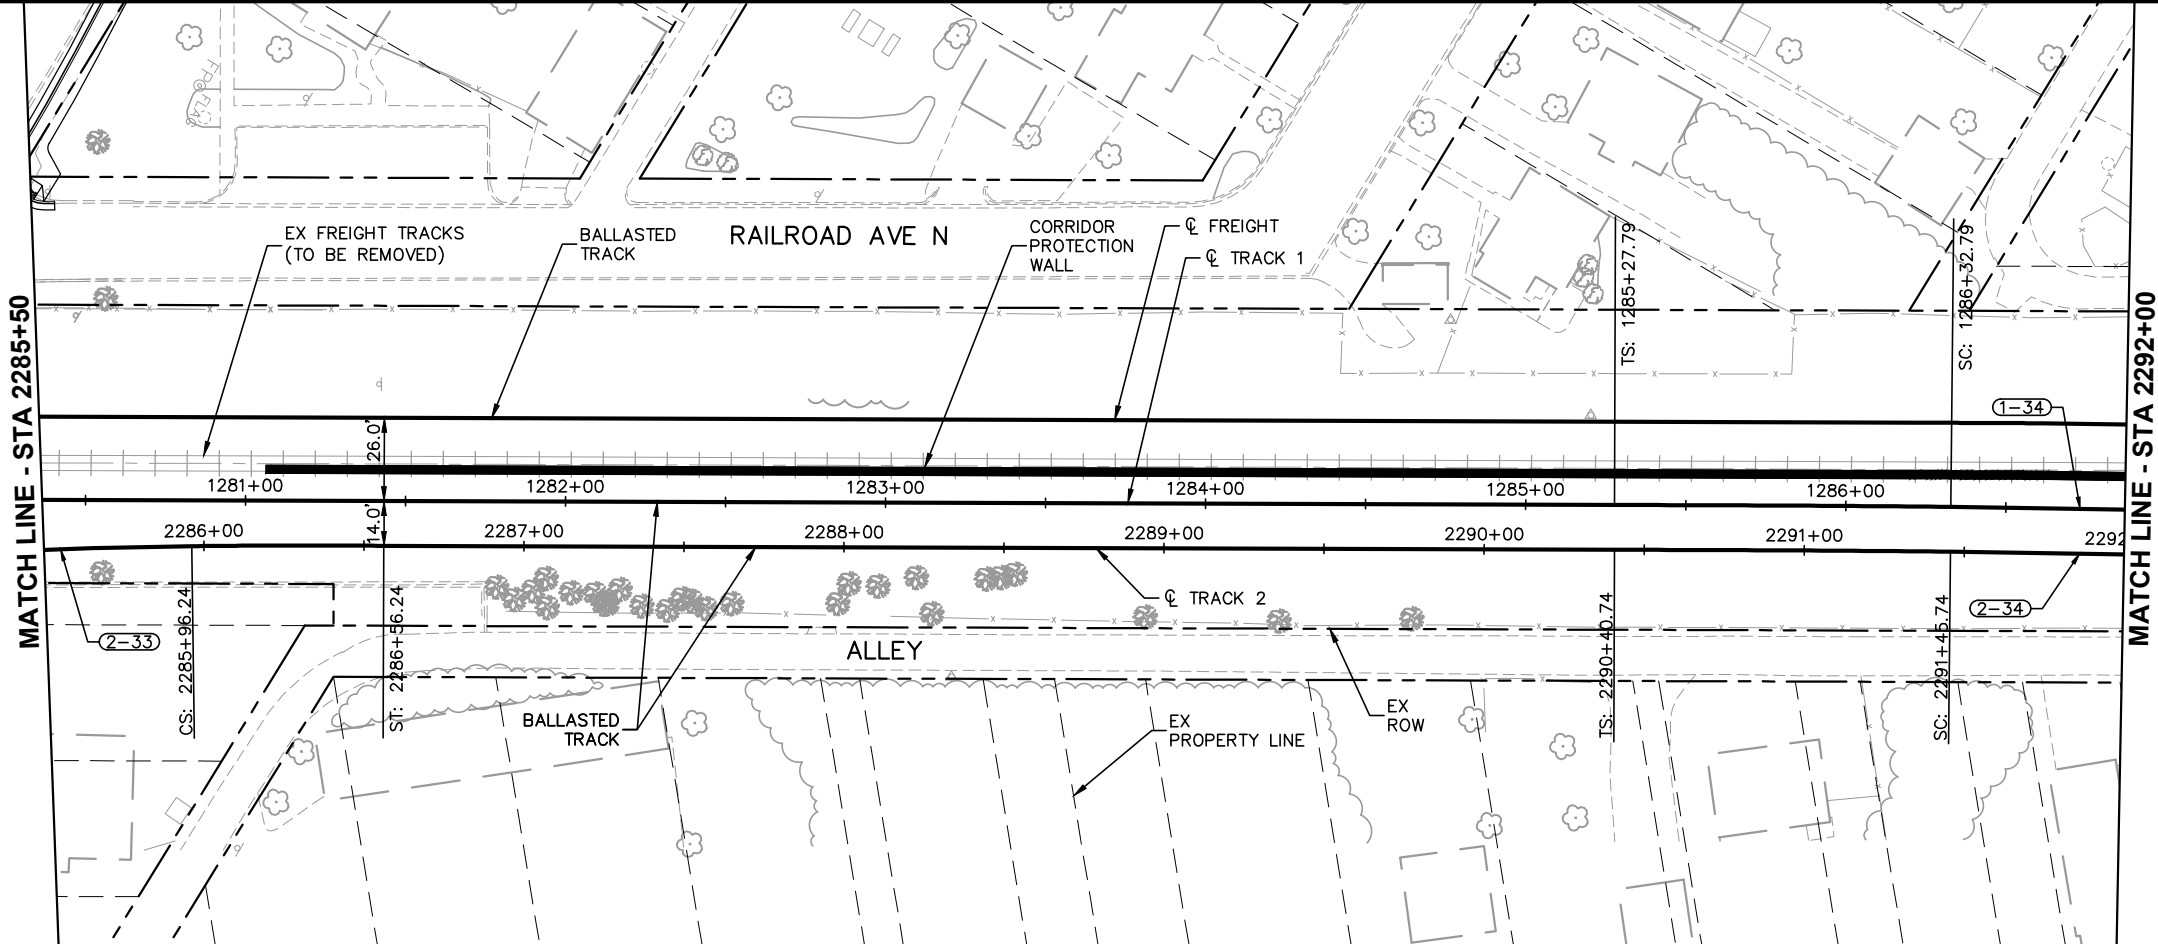 EX FREIGHT TRACKS
(TO BE REMOVED)
BALLASTED
TRACK
RAILROAD AVE N
CORRIDOR
PROTECTION
WALL
℄ FREIGHT
℄ TRACK 1
TS: 1285+27.79
SC: 1286+32.79
1-34
MATCH LINE - STA 2285+50
MATCH LINE - STA 2292+00
26.0'
1281+00
1282+00
1283+00
1284+00
1285+00
1286+00
14.0'
2286+00
2287+00
2288+00
2289+00
2290+00
2291+00
2292
2-33
CS: 2285+96.24
ST: 2286+56.24
℄ TRACK 2
TS: 2290+40.74
SC: 2291+45.74
2-34
ALLEY
BALLASTED
TRACK
EX
PROPERTY LINE
EX
ROW